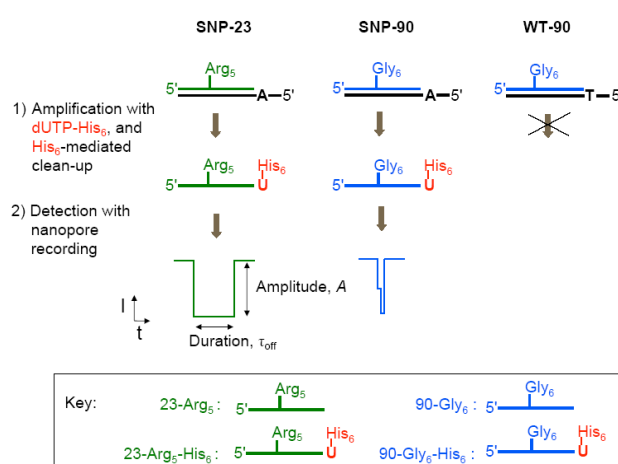 SNP-23 SNP-90 WT-90
Arg5 Gly6 Gly6
5' A 5' 5' A 5' 5' T 5'
1) Amplification with
dUTP-His6, and
His6-mediated
clean-up
Arg5 His6 Gly6 His6
5' U 5' U
2) Detection with
nanopore
recording
Amplitude, A
I
t
Duration, τoff
Key:
23-Arg5 : 5' Arg5 90-Gly6 : 5' Gly6
23-Arg5-His6 : 5' Arg5 His6 U 90-Gly6-His6 : 5' Gly6 His6 U